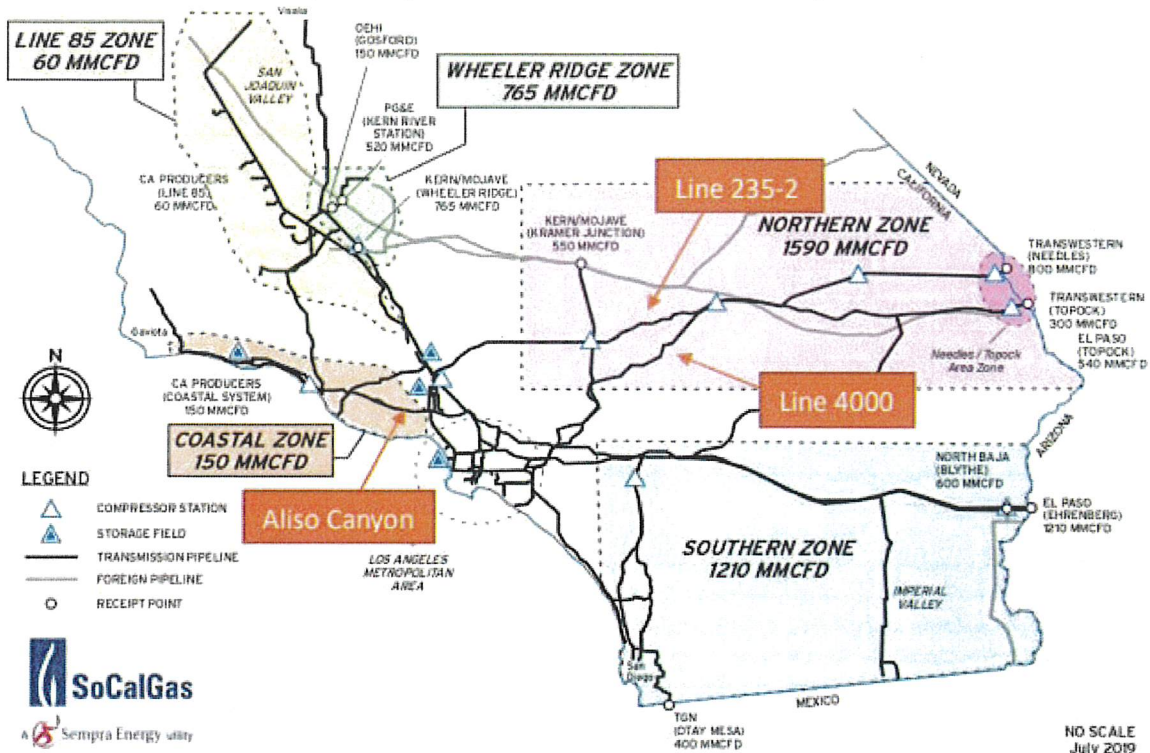 Visalia
LINE 85 ZONE
60 MMCFD
SAN
JOAQUIN
VALLEY
OEHI
(GOSFORD)
150 MMCFD
WHEELER RIDGE ZONE
765 MMCFD
PG&E
(KERN RIVER
STATION)
520 MMCFD
CA PRODUCERS
(LINE 85)
60 MMCFD
KERN/MOJAVE
(WHEELER RIDGE)
765 MMCFD
Line 235-2
NEVADA
CALIFORNIA
KERN/MOJAVE
(KRAMER JUNCTION)
550 MMCFD
NORTHERN ZONE
1590 MMCFD
TRANSWESTERN
(NEEDLES)
800 MMCFD
TRANSWESTERN
(TOPOCK)
300 MMCFD
EL PASO
(TOPOCK)
540 MMCFD
Needles / Topock
Area Zone
Gaviota
N
CA PRODUCERS
(COASTAL SYSTEM)
150 MMCFD
Line 4000
COASTAL ZONE
150 MMCFD
ARIZONA
NORTH BAJA
(BLYTHE)
600 MMCFD
EL PASO
(EHRENBERG)
1210 MMCFD
LEGEND
COMPRESSOR STATION
STORAGE FIELD
TRANSMISSION PIPELINE
FOREIGN PIPELINE
RECEIPT POINT
Aliso Canyon
LOS ANGELES
METROPOLITAN
AREA
SOUTHERN ZONE
1210 MMCFD
IMPERIAL
VALLEY
San
Diego
MEXICO
TGN
(OTAY MESA)
400 MMCFD
SoCalGas
A Sempra Energy utility
NO SCALE
July 2019